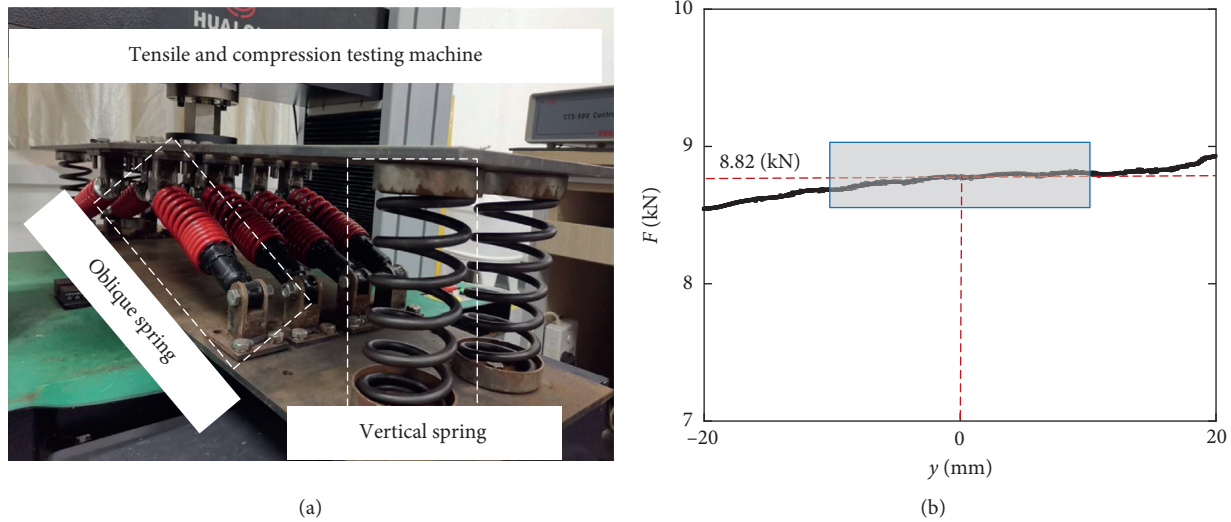 HUALO
Tensile and compression testing machine
Oblique spring
Vertical spring
(a)
10
9
8
7
F (kN)
8.82 (kN)
−20
0
20
y (mm)
(b)